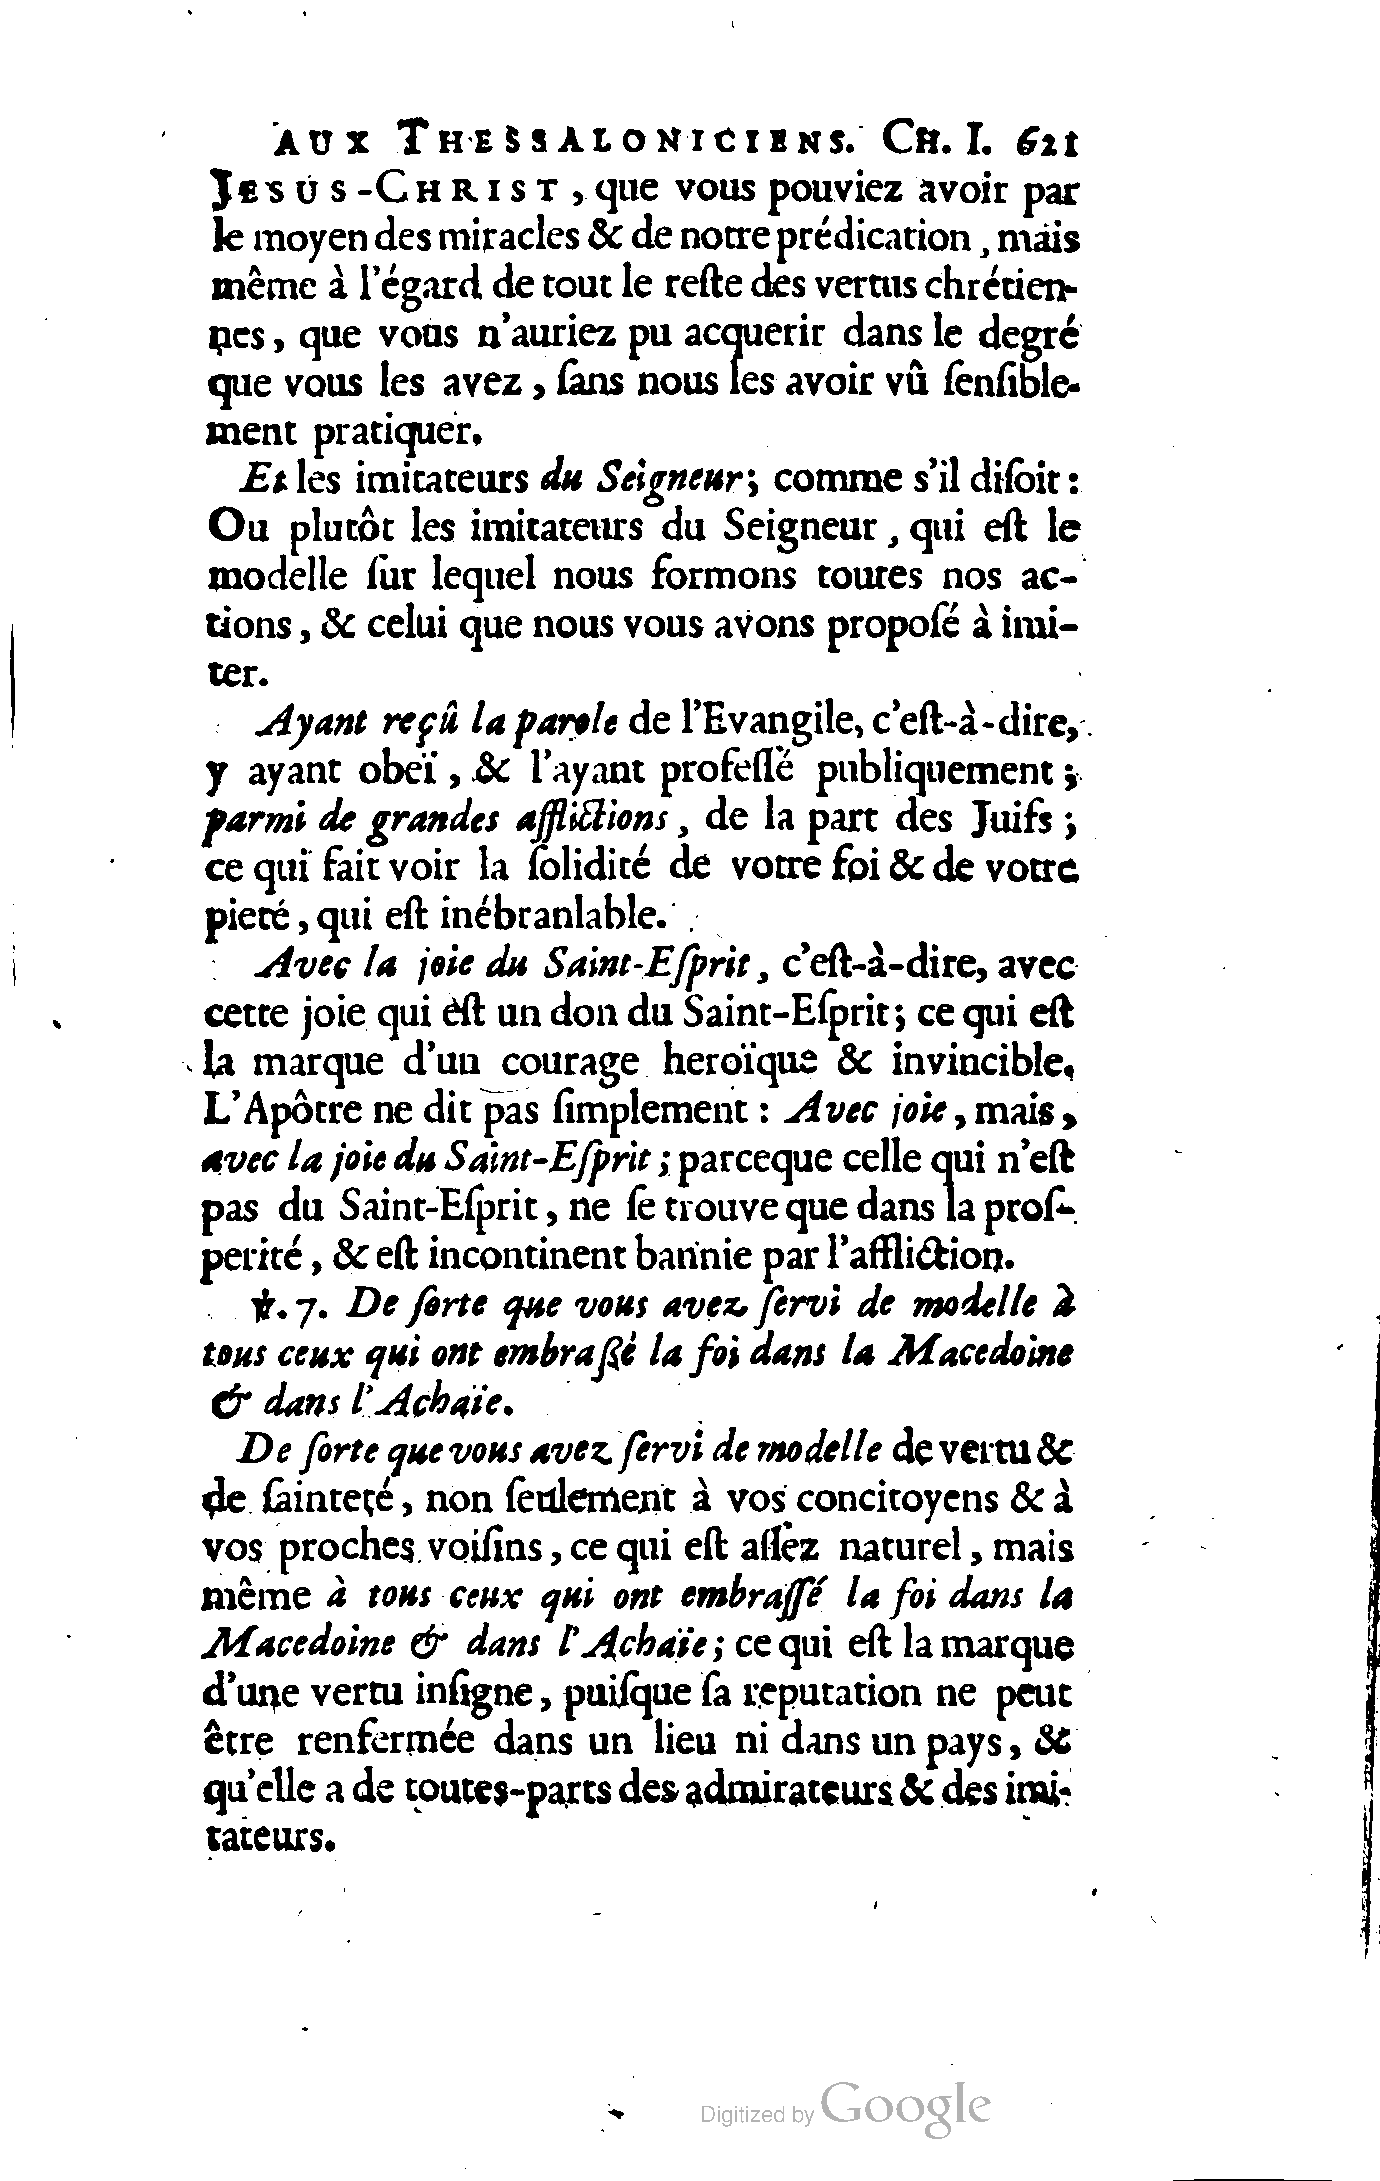 AUX THESSALONICIENS. CH. I. 621
JESUS-CHRIST, que vous pouviez avoir par
le moyen des miracles & de notre prédication, mais
même à l'égard de tout le reſte des vertus chrétien-
nes, que vous n'auriez pu acquerir dans le degré
que vous les avez, ſans nous les avoir vû ſenſible-
ment pratiquer.
Et les imitateurs du Seigneur; comme s'il diſoit:
Ou plutôt les imitateurs du Seigneur, qui eſt le
modelle ſur lequel nous formons toutes nos ac-
tions, & celui que nous vous avons propoſé à imi-
ter.
Ayant reçû la parole de l'Evangile, c'eſt-à-dire,
y ayant obeï, & l'ayant profeſſé publiquement;
parmi de grandes afflictions, de la part des Juifs;
ce qui fait voir la ſolidité de votre foi & de votre
pieté, qui eſt inébranlable.
Avec la joie du Saint-Eſprit, c'eſt-à-dire, avec
cette joie qui eſt un don du Saint-Eſprit; ce qui eſt
la marque d'un courage heroïque & invincible.
L'Apôtre ne dit pas ſimplement: Avec joie, mais,
avec la joie du Saint-Eſprit; parceque celle qui n'eſt
pas du Saint-Eſprit, ne ſe trouve que dans la proſ-
perité, & eſt incontinent bannie par l'affliction.
℣. 7. De ſorte que vous avez ſervi de modelle à
tous ceux qui ont embraßé la foi dans la Macedoine
& dans l'Achaïe.
De ſorte que vous avez ſervi de modelle de vertu &
de ſainteté, non ſeulement à vos concitoyens & à
vos proches voiſins, ce qui eſt aſſez naturel, mais
même à tous ceux qui ont embraſſé la foi dans la
Macedoine & dans l'Achaïe; ce qui eſt la marque
d'une vertu inſigne, puiſque ſa reputation ne peut
être renfermée dans un lieu ni dans un pays, &
qu'elle a de toutes-parts des admirateurs & des imi-
tateurs.
Digitized by Google